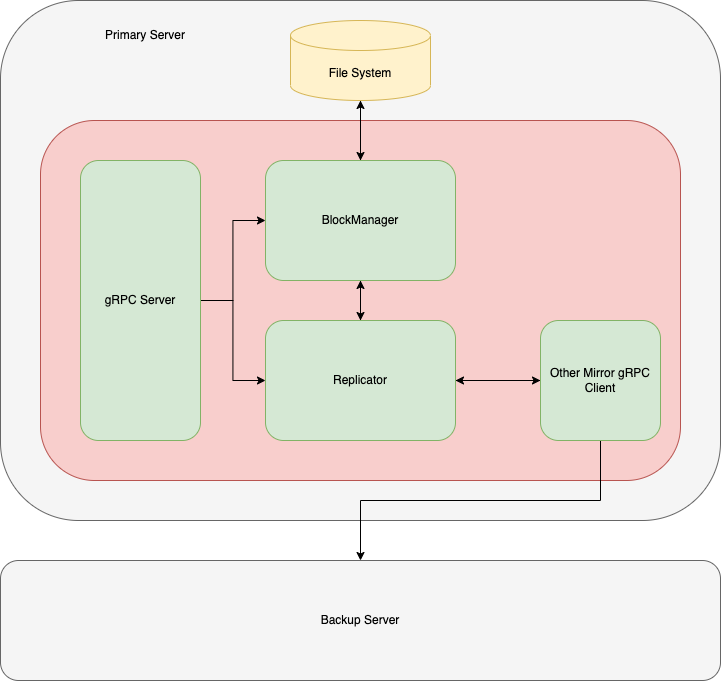 Primary Server
File System
BlockManager
gRPC Server
Replicator
Other Mirror gRPC
Client
Backup Server